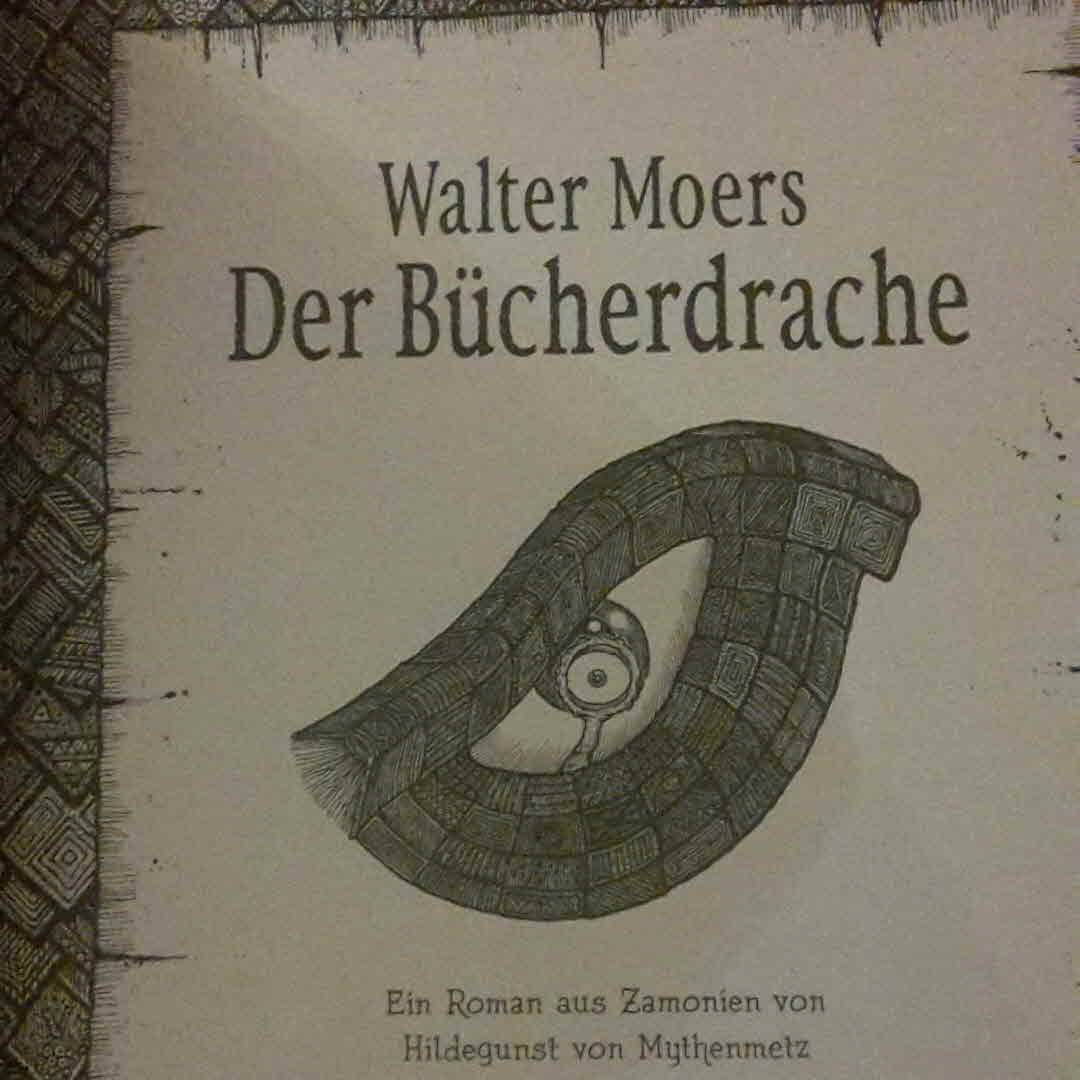 Walter Moers
Der Bücherdrache
Ein Roman aus Zamonien von
Hildegunst von Mythenmetz